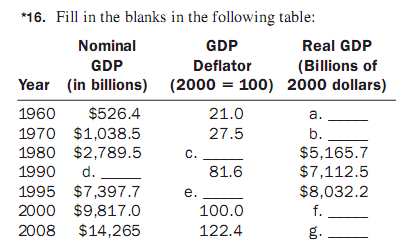 *16. Fill in the blanks in the following table:
Nominal GDP Real GDP
GDP Deflator (Billions of
Year (in billions) (2000 = 100) 2000 dollars)
1960 $526.4 21.0 a. _____
1970 $1,038.5 27.5 b. _____
1980 $2,789.5 c. _____ $5,165.7
1990 d. _____ 81.6 $7,112.5
1995 $7,397.7 e. _____ $8,032.2
2000 $9,817.0 100.0 f. _____
2008 $14,265 122.4 g. _____